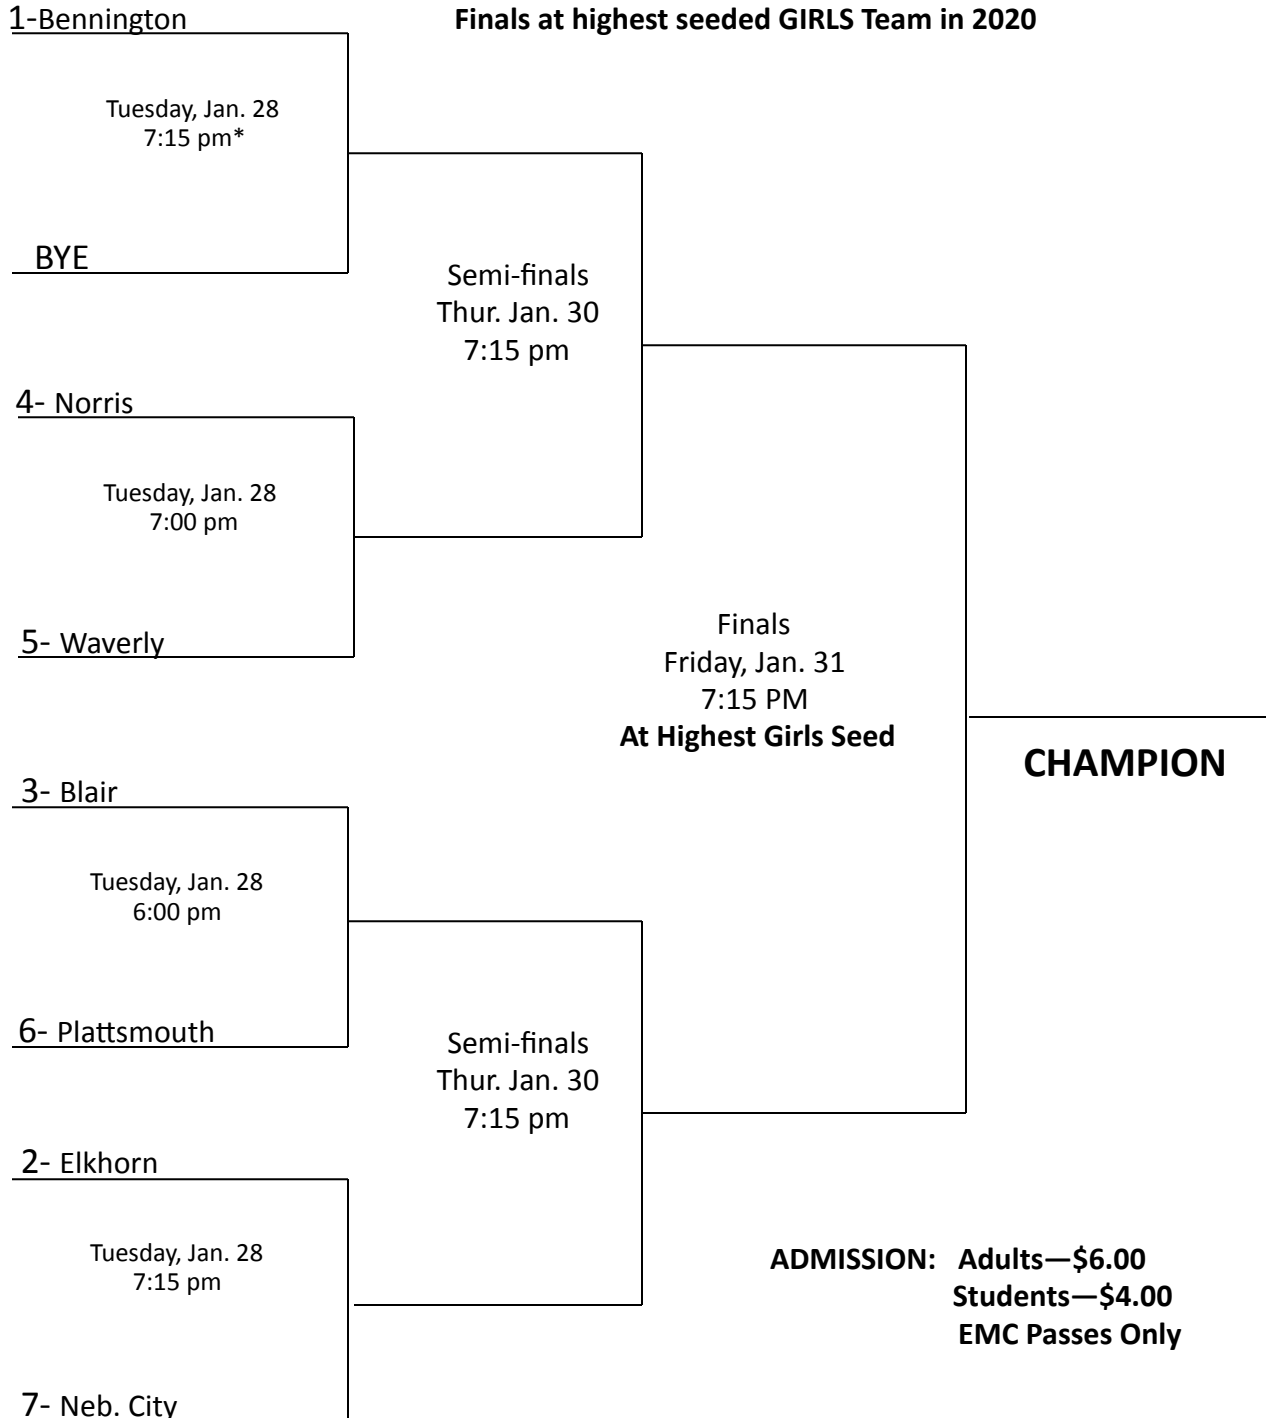 1-Bennington
Finals at highest seeded GIRLS Team in 2020
Tuesday, Jan. 28
7:15 pm*
BYE
Semi-finals
Thur. Jan. 30
7:15 pm
4- Norris
Tuesday, Jan. 28
7:00 pm
5- Waverly
Finals
Friday, Jan. 31
7:15 PM
At Highest Girls Seed
CHAMPION
3- Blair
Tuesday, Jan. 28
6:00 pm
6- Plattsmouth
Semi-finals
Thur. Jan. 30
7:15 pm
2- Elkhorn
Tuesday, Jan. 28
7:15 pm
ADMISSION: Adults—$6.00
Students—$4.00
EMC Passes Only
7- Neb. City